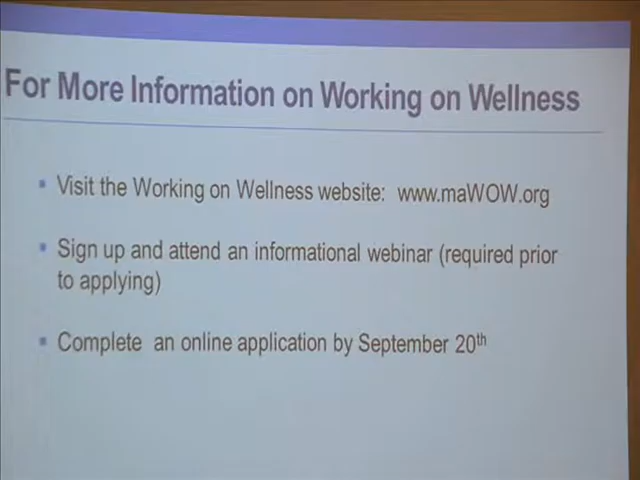 For More Information on Working on Wellness
Visit the Working on Wellness website: www.maWOW.org
Sign up and attend an informational webinar (required prior
to applying)
Complete an online application by September 20th